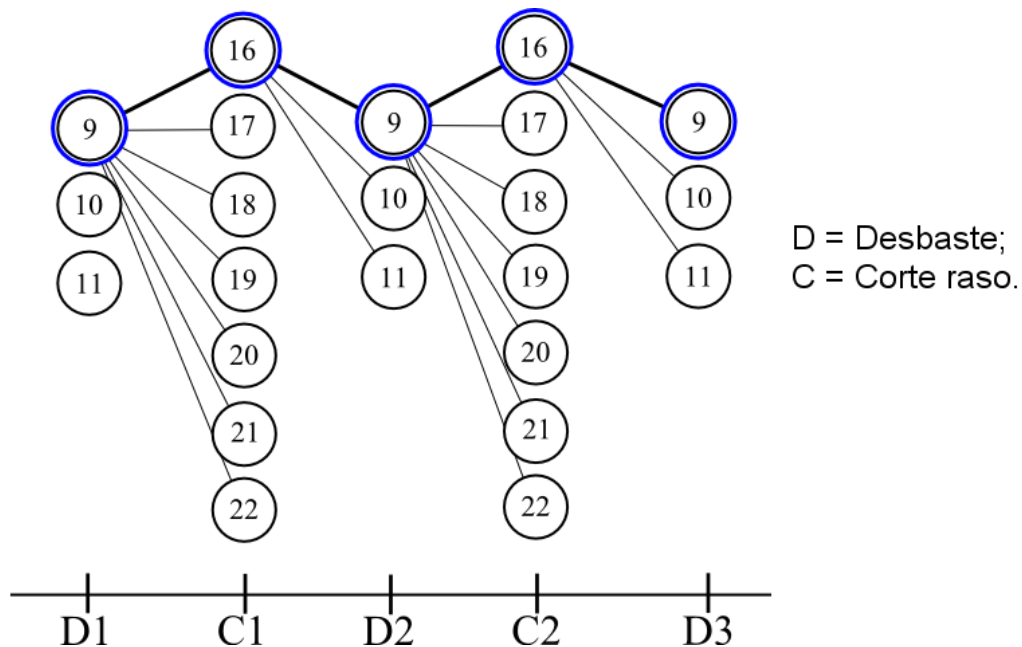 16 16
9 9 9
17 17
10 10 10
18 18
11 11 11
19 19
20 20
21 21
22 22
D = Desbaste;
C = Corte raso.
D1 C1 D2 C2 D3